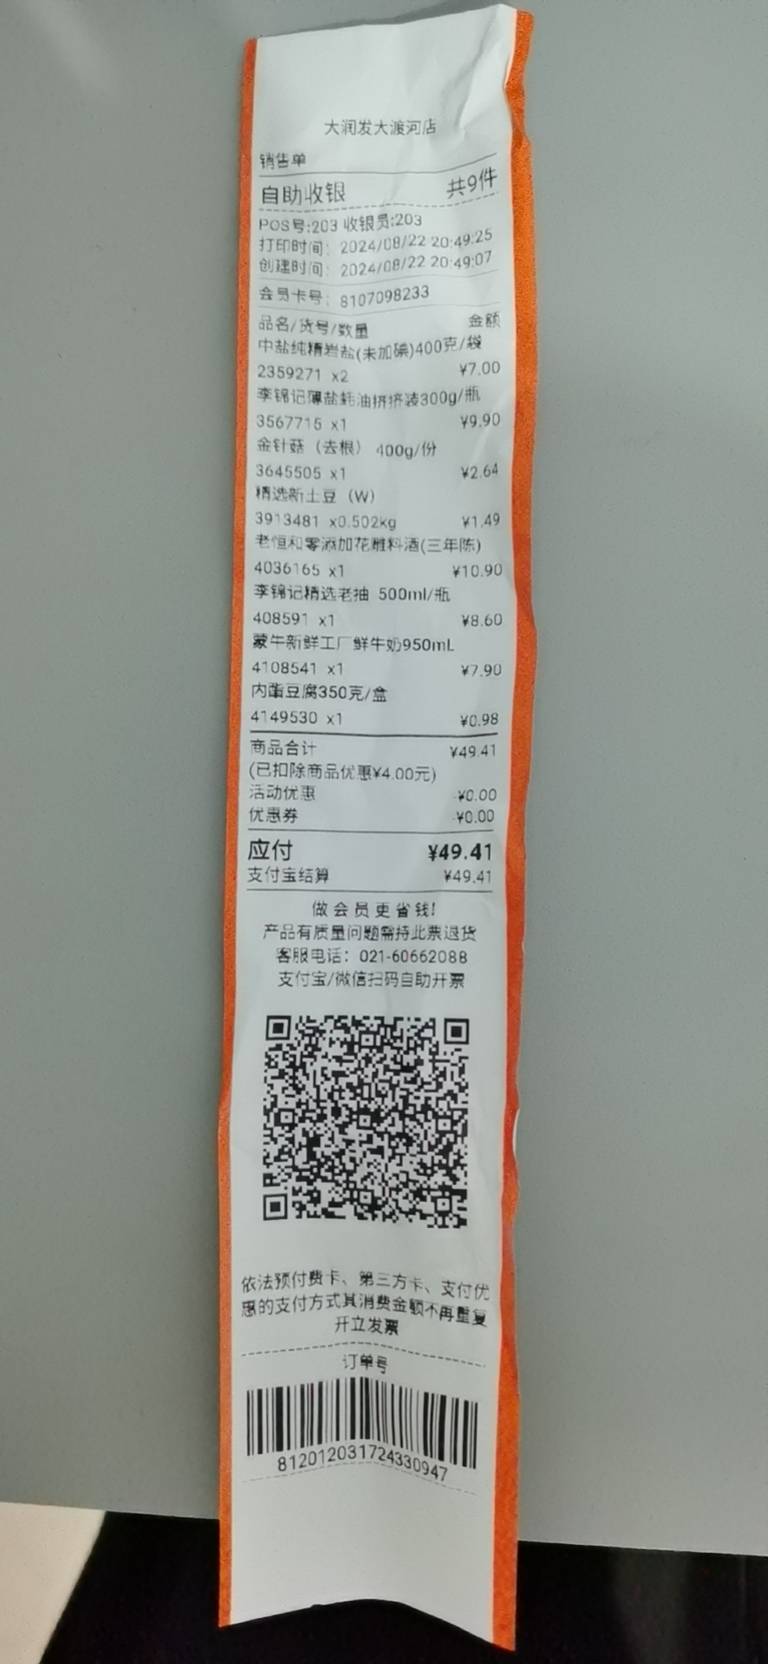 大润发大渡河店
销售单
自助收银 共9件
POS号:203 收银员:203
打印时间: 2024/08/22 20:49:25
创建时间: 2024/08/22 20:49:07
会员卡号: 8107098233
品名/货号/数量 金额
中盐纯精岩盐(未加碘)400克/袋
2359271 x2 ¥7.00
李锦记薄盐蚝油挤挤装300g/瓶
3567715 x1 ¥9.90
金针菇（去根） 400g/份
3645505 x1 ¥2.64
精选新土豆（W）
3913481 x0.502kg ¥1.49
老恒和零添加花雕料酒(三年陈)
4036165 x1 ¥10.90
李锦记精选老抽 500ml/瓶
408591 x1 ¥8.60
蒙牛新鲜工厂鲜牛奶950mL
4108541 x1 ¥7.90
内酯豆腐350克/盒
4149530 x1 ¥0.98
商品合计 ¥49.41
(已扣除商品优惠¥4.00元)
活动优惠 -¥0.00
优惠券 -¥0.00
应付 ¥49.41
支付宝结算 ¥49.41
做会员更省钱!
产品有质量问题需持此票退货
客服电话: 021-60662088
支付宝/微信扫码自助开票
依法预付费卡、第三方卡、支付优
惠的支付方式其消费金额不再重复
开立发票
订单号
812012031724330947